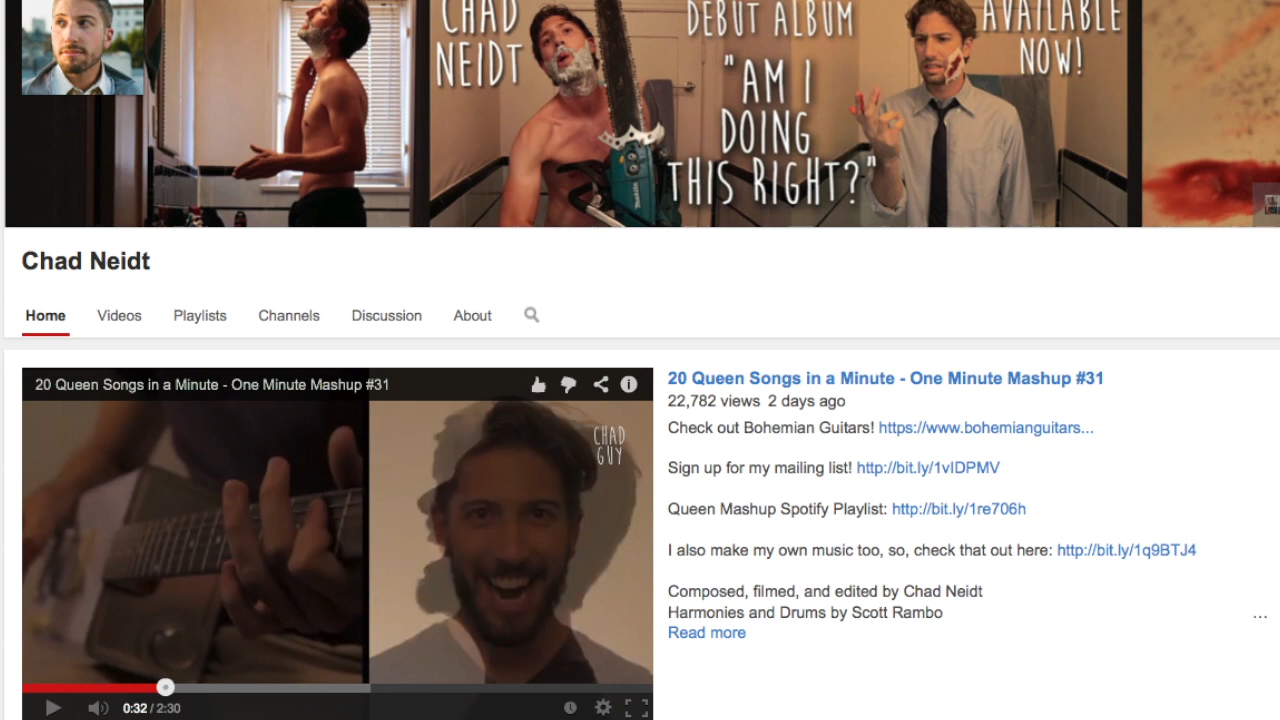 CHAD
NEIDT
DEBUT ALBUM
"AM I
DOING
THIS RIGHT?"
AVAILABLE
NOW!
Chad Neidt
Home Videos Playlists Channels Discussion About
20 Queen Songs in a Minute - One Minute Mashup #31
CHAD
GUY
0:32 / 2:30
20 Queen Songs in a Minute - One Minute Mashup #31
22,782 views 2 days ago
Check out Bohemian Guitars! https://www.bohemianguitars...
Sign up for my mailing list! http://bit.ly/1vIDPMV
Queen Mashup Spotify Playlist: http://bit.ly/1re706h
I also make my own music too, so, check that out here: http://bit.ly/1q9BTJ4
Composed, filmed, and edited by Chad Neidt
Harmonies and Drums by Scott Rambo
...
Read more